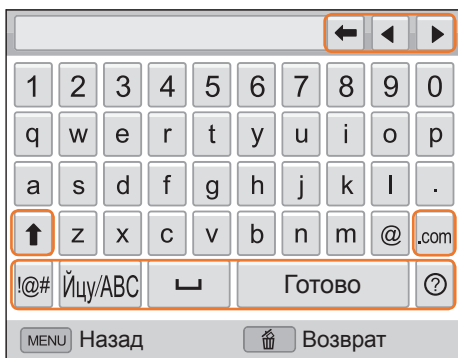 1 2 3 4 5 6 7 8 9 0
q w e r t y u i o p
a s d f g h j k l .
z x c v b n m @ .com
!@# Йцу/ABC Готово ?
MENU Назад Возврат